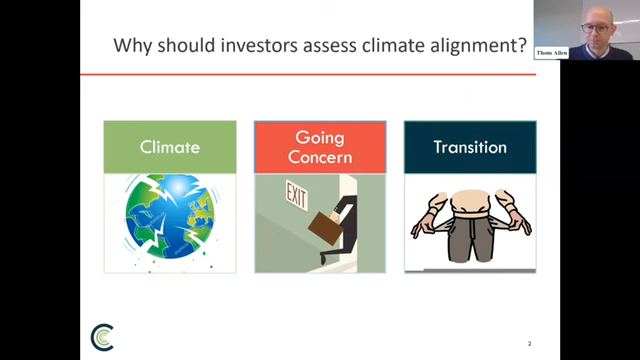 Why should investors assess climate alignment?
Thom Allen
Climate
Going
Concern
Transition
EXIT
2